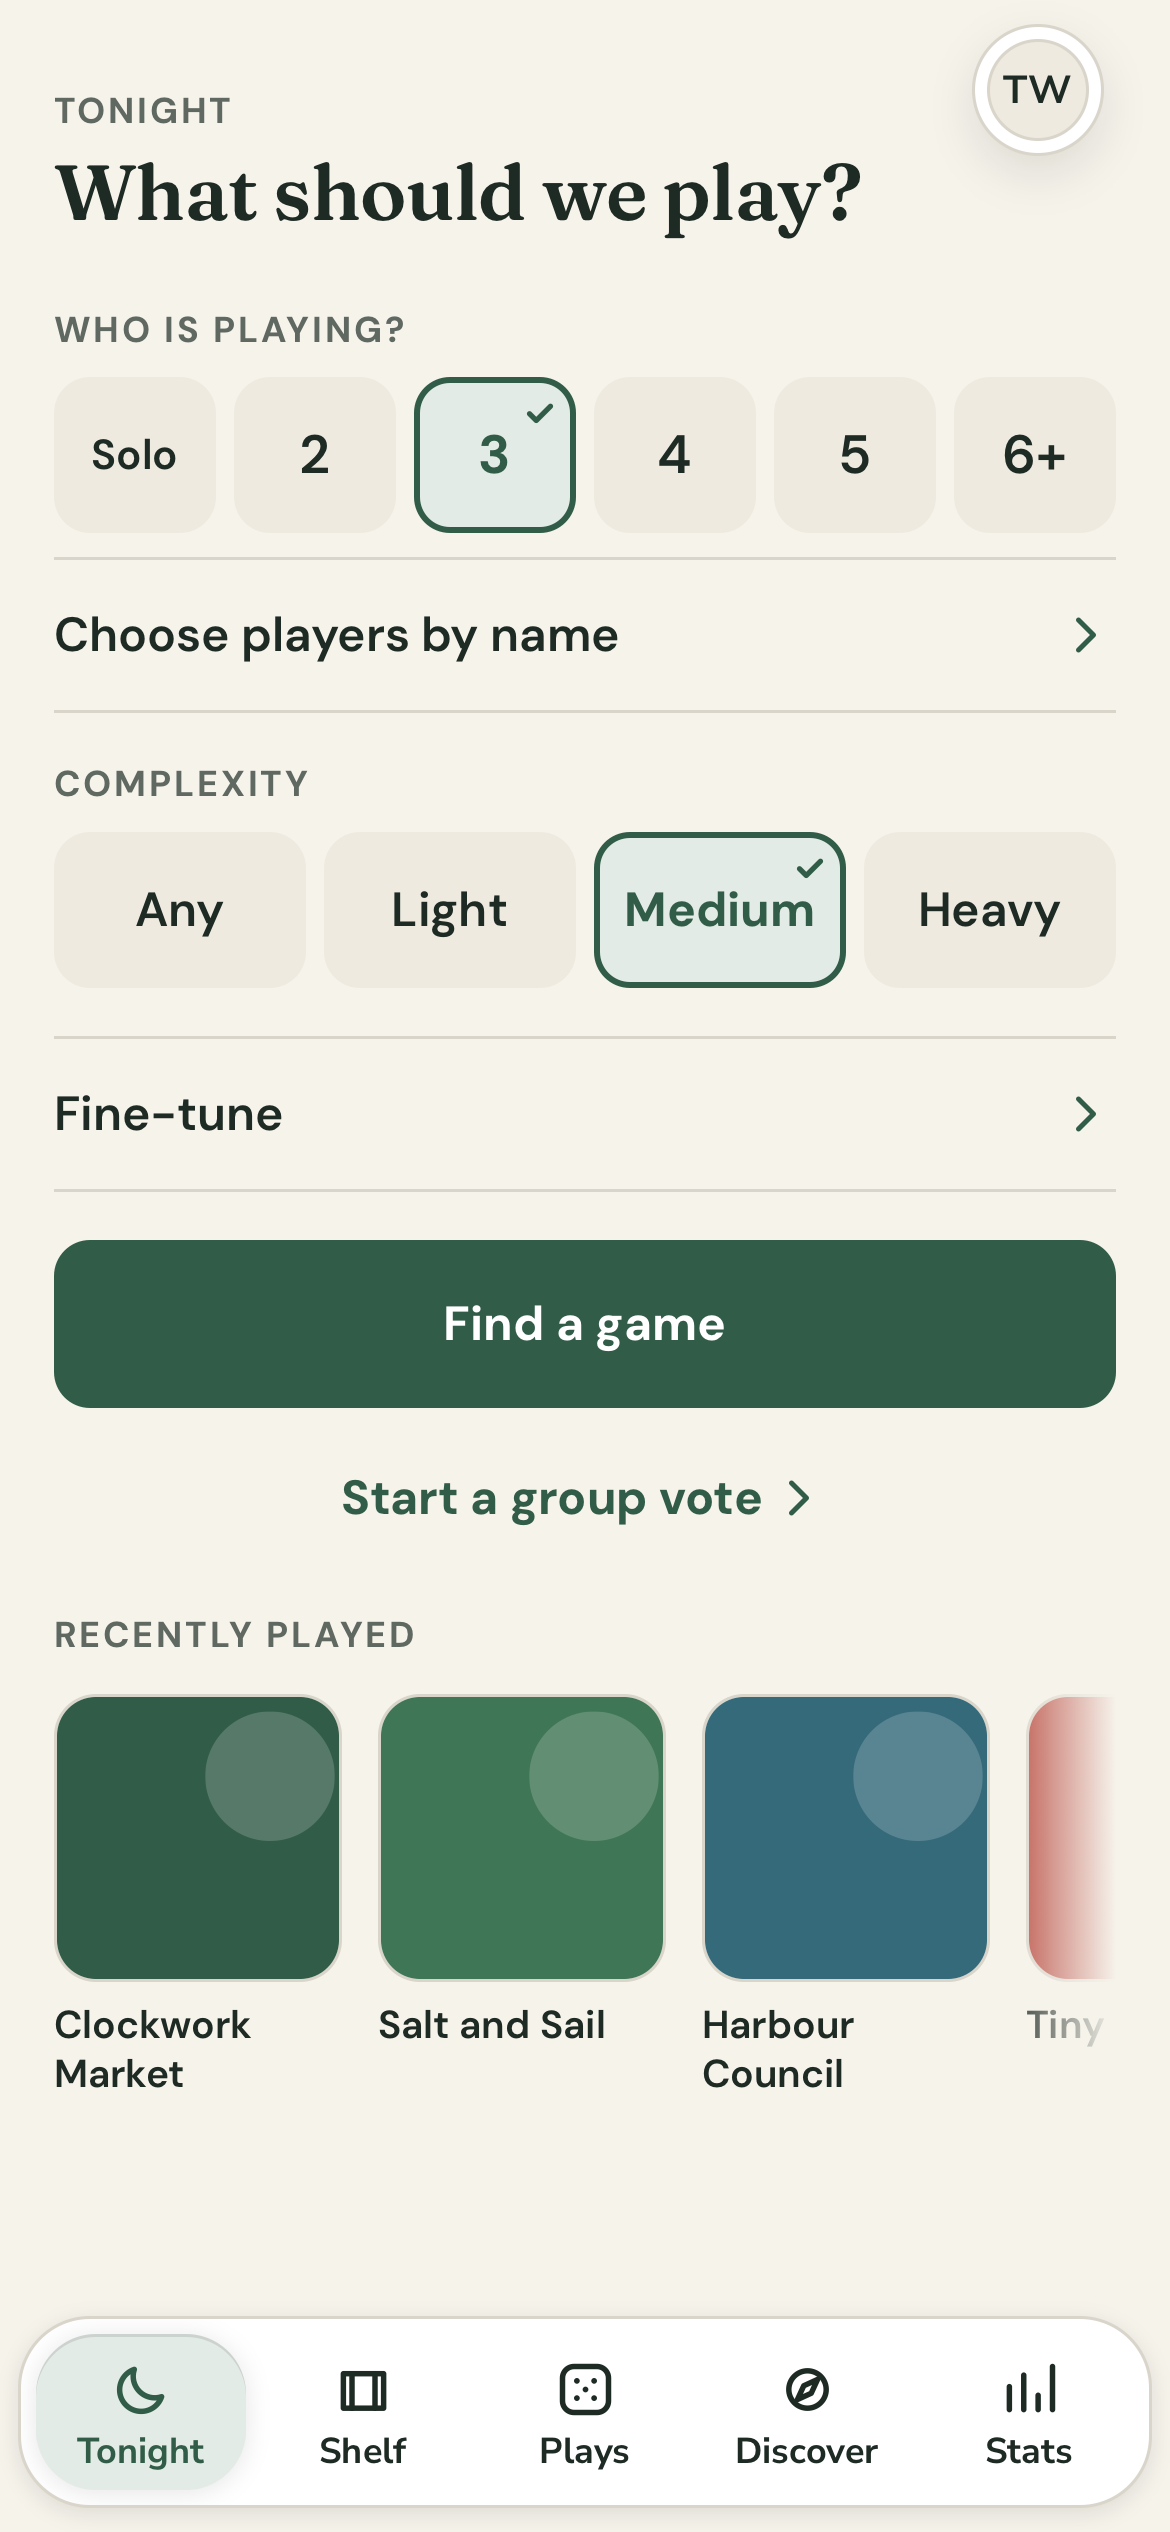 TW
TONIGHT
What should we play?
WHO IS PLAYING?
Solo 2 3 4 5 6+
Choose players by name
COMPLEXITY
Any Light Medium Heavy
Fine-tune
Find a game
Start a group vote
RECENTLY PLAYED
Clockwork Market
Salt and Sail
Harbour Council
Tiny
Tonight Shelf Plays Discover Stats